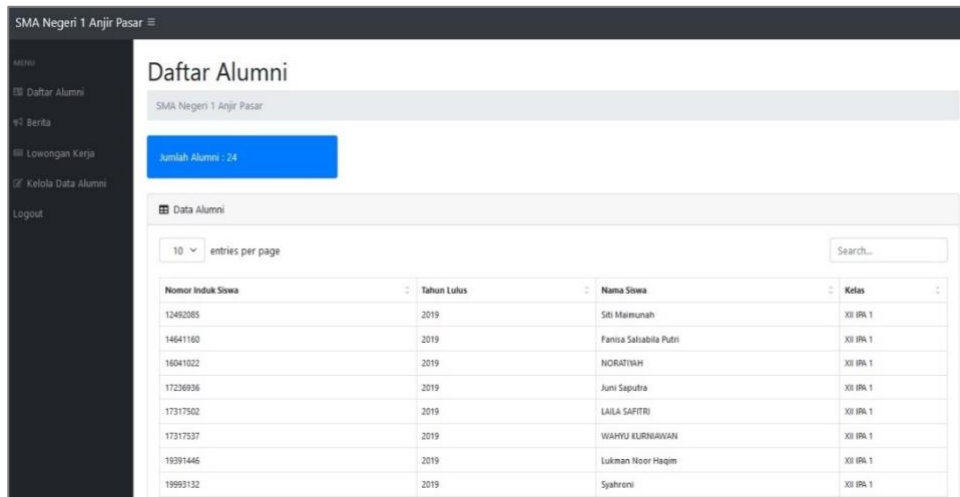 SMA Negeri 1 Anjir Pasar
MENU
Daftar Alumni
Berita
Lowongan Kerja
Kelola Data Alumni
Logout
Daftar Alumni
SMA Negeri 1 Anjir Pasar
Jumlah Alumni : 24
Data Alumni
10 entries per page
Search...
Nomor Induk Siswa Tahun Lulus Nama Siswa Kelas
12492085 2019 Siti Maimunah XII IPA 1
14641160 2019 Fanisa Salsabila Putri XII IPA 1
16041022 2019 NORATIYAH XII IPA 1
17236936 2019 Juni Saputra XII IPA 1
17317502 2019 LAILA SAFITRI XII IPA 1
17317537 2019 WAHYU KURNIAWAN XII IPA 1
19391446 2019 Lukman Noor Haqim XII IPA 1
19993132 2019 Syahroni XII IPA 1